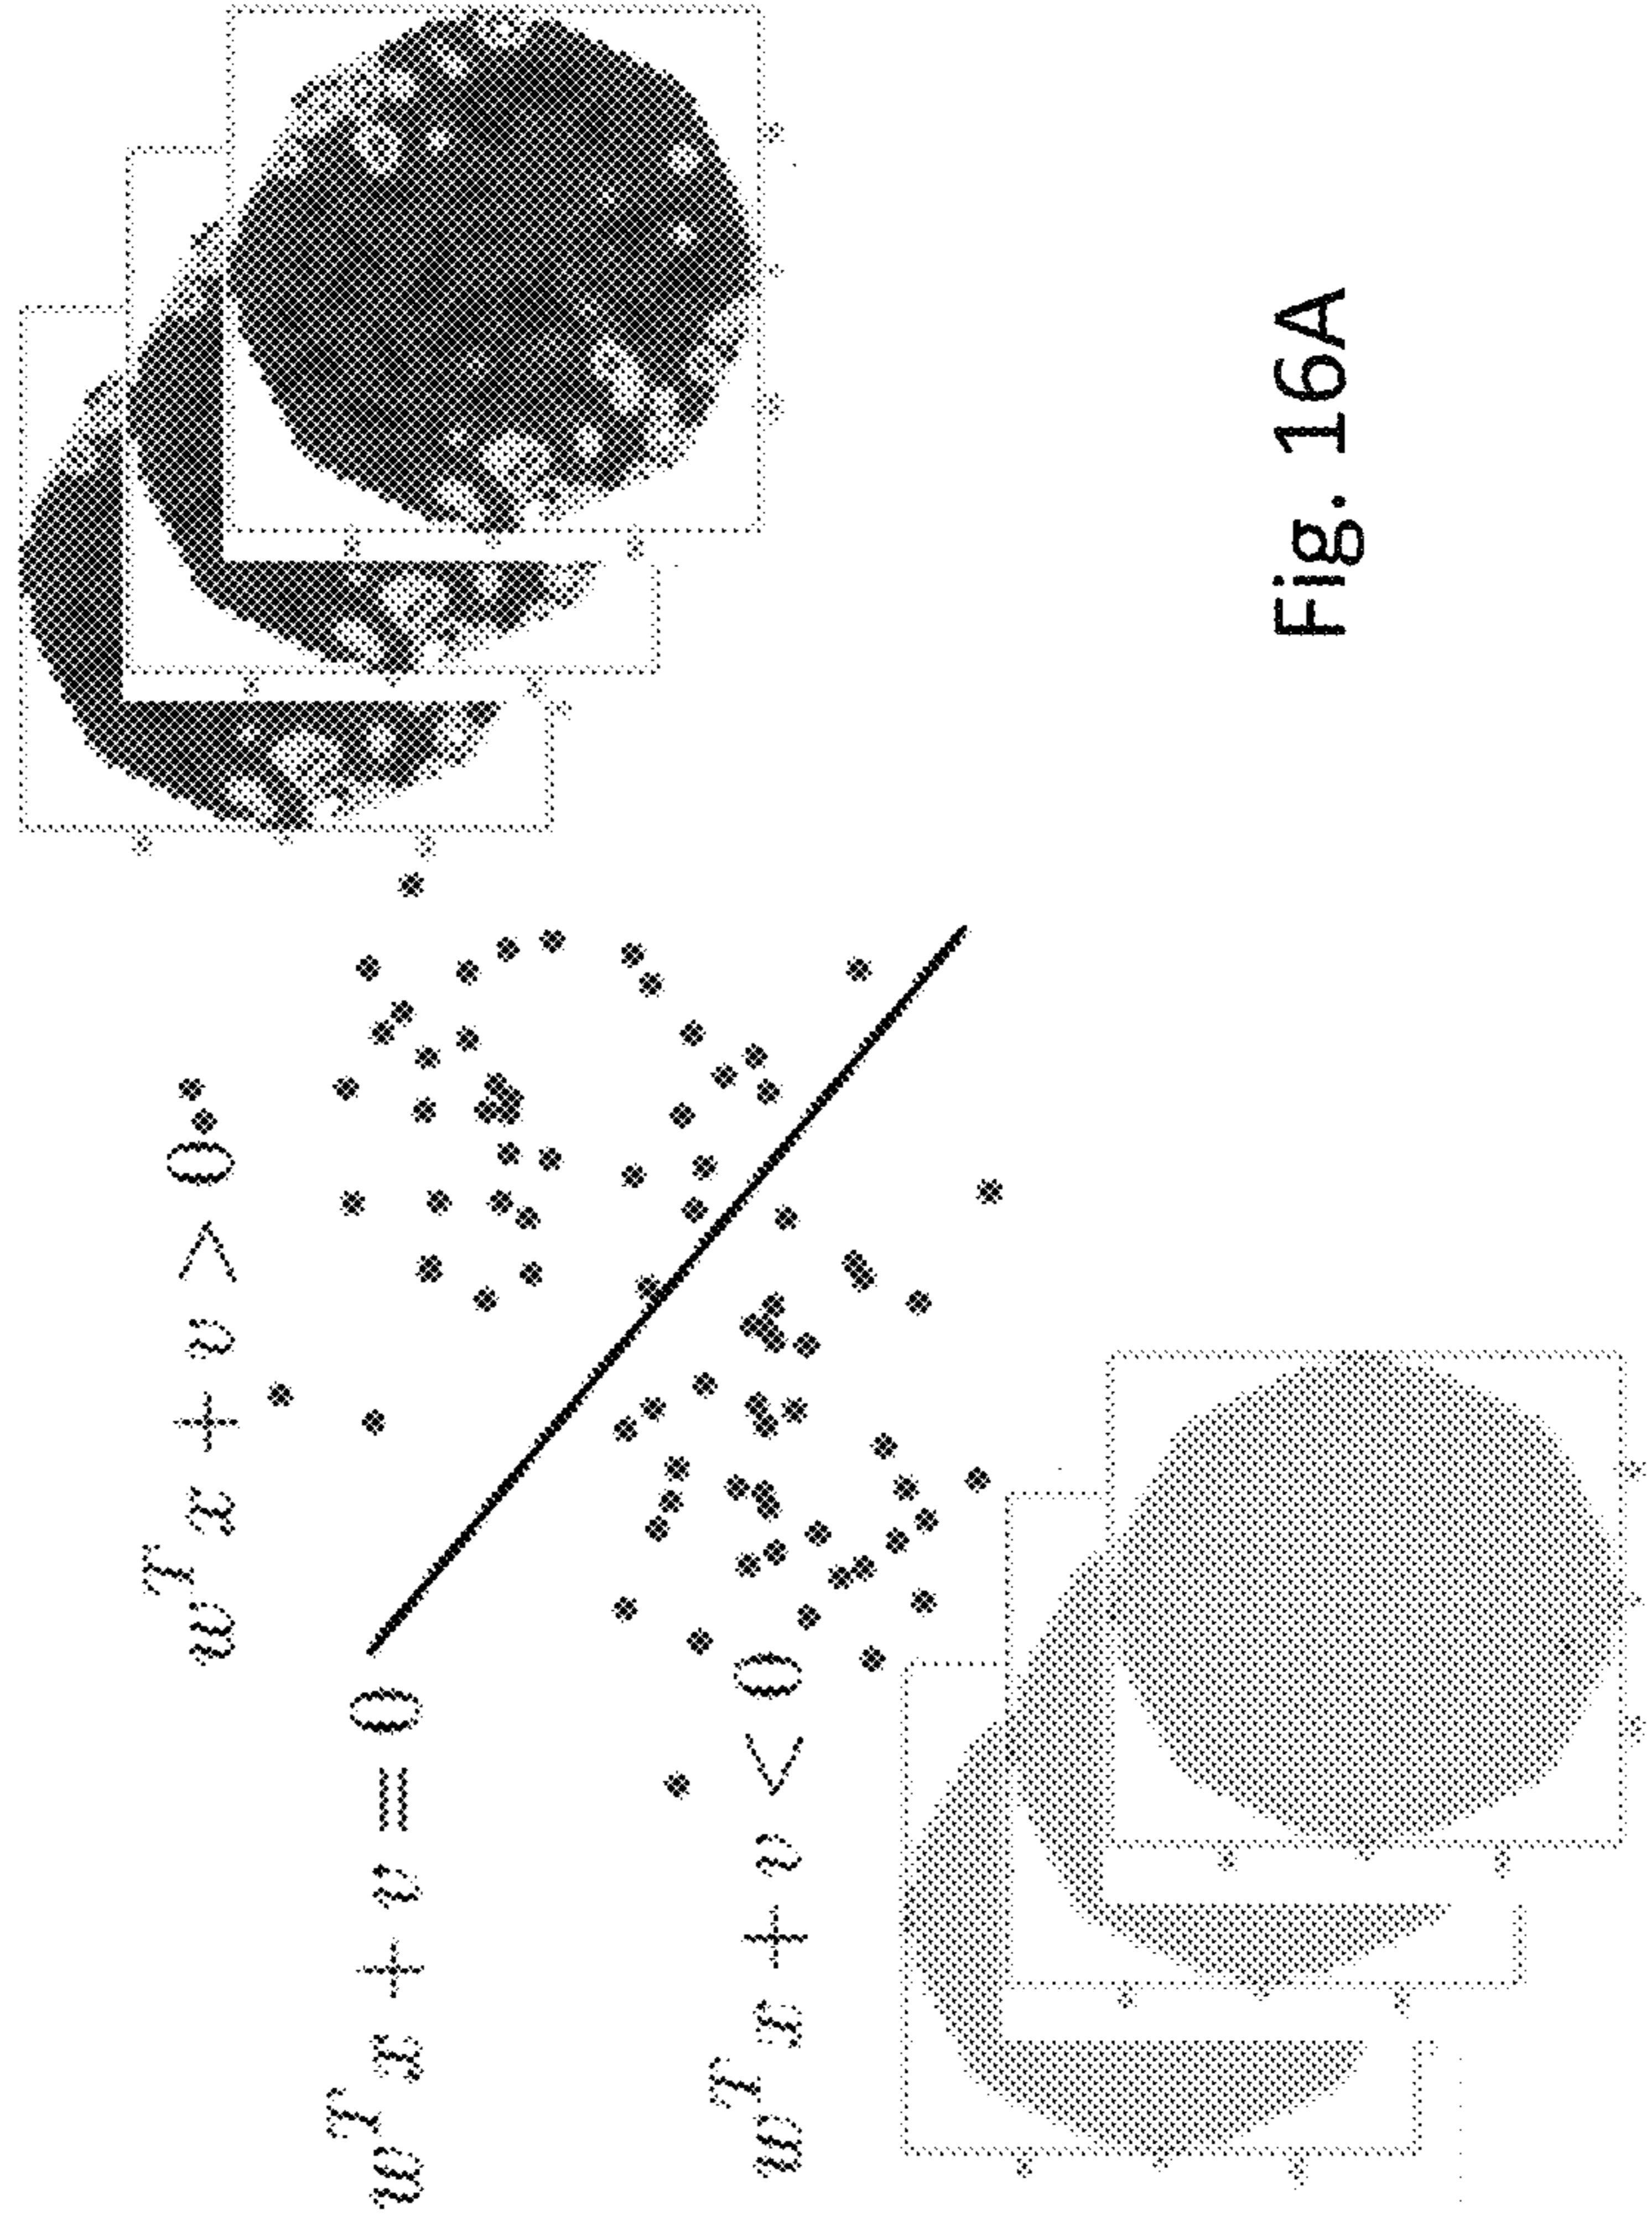 w^T x + v > 0
w^T x + v = 0
w^T x + v < 0
Fig. 16A